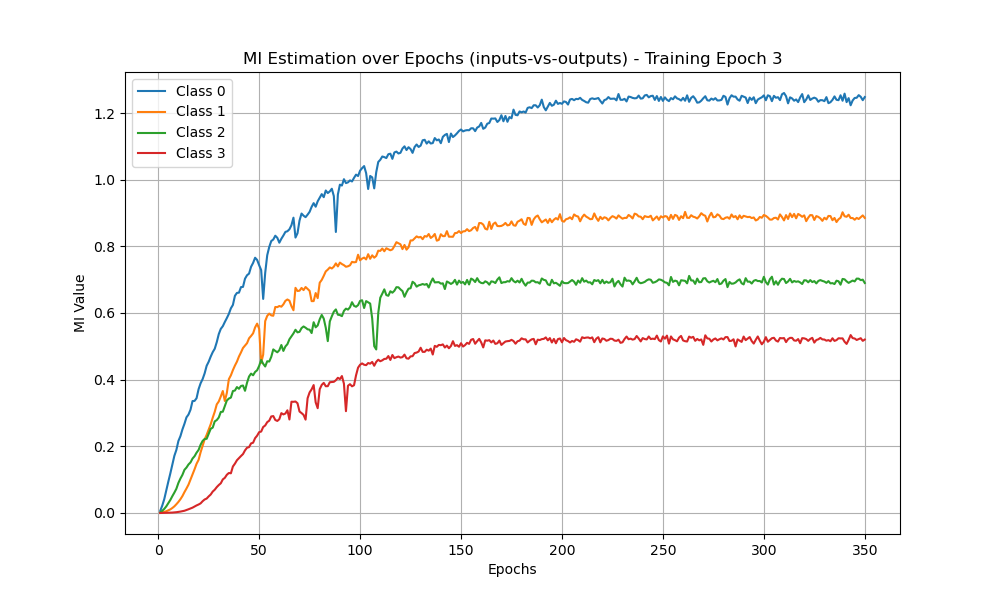 MI Estimation over Epochs (inputs-vs-outputs) - Training Epoch 3
Class 0
Class 1
Class 2
Class 3
1.2
1.0
0.8
0.6
0.4
0.2
0.0
MI Value
0 50 100 150 200 250 300 350
Epochs